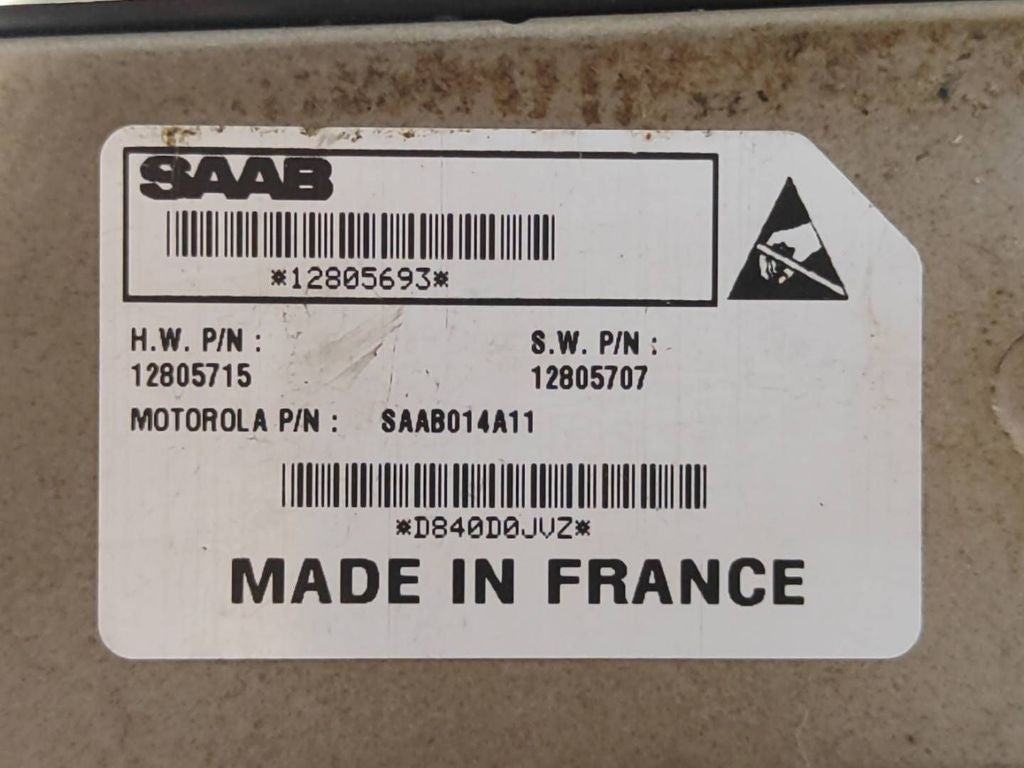 SAAB
*12805693*
H.W. P/N :
12805715
S.W. P/N :
12805707
MOTOROLA P/N : SAAB014A11
*D840D0JVZ*
MADE IN FRANCE